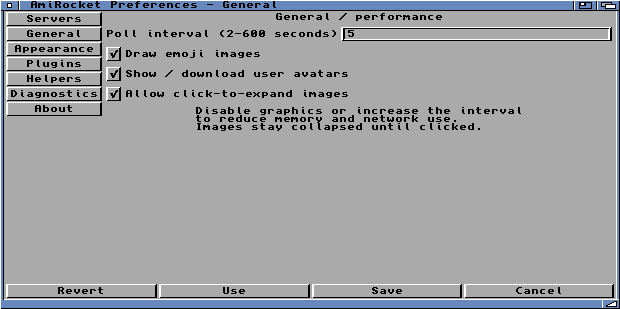 AmiRocket Preferences - General
Servers
General
Appearance
Plugins
Helpers
Diagnostics
About
General / performance
Poll interval (2-600 seconds) 5
Draw emoji images
Show / download user avatars
Allow click-to-expand images
Disable graphics or increase the interval
to reduce memory and network use.
Images stay collapsed until clicked.
Revert Use Save Cancel